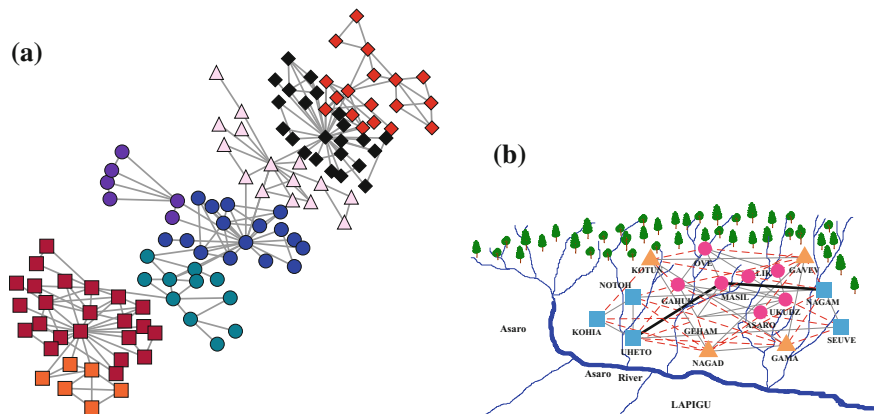 (a)
(b)
KOTUN
OVE
GAVEV
NOTOH
LIK
GAHUK
MASIL
NAGAM
UKUDZ
ASARO
KOHIA
GEHAM
SEUVE
UHETO
NAGAD
GAMA
Asaro
Asaro River
LAPIGU